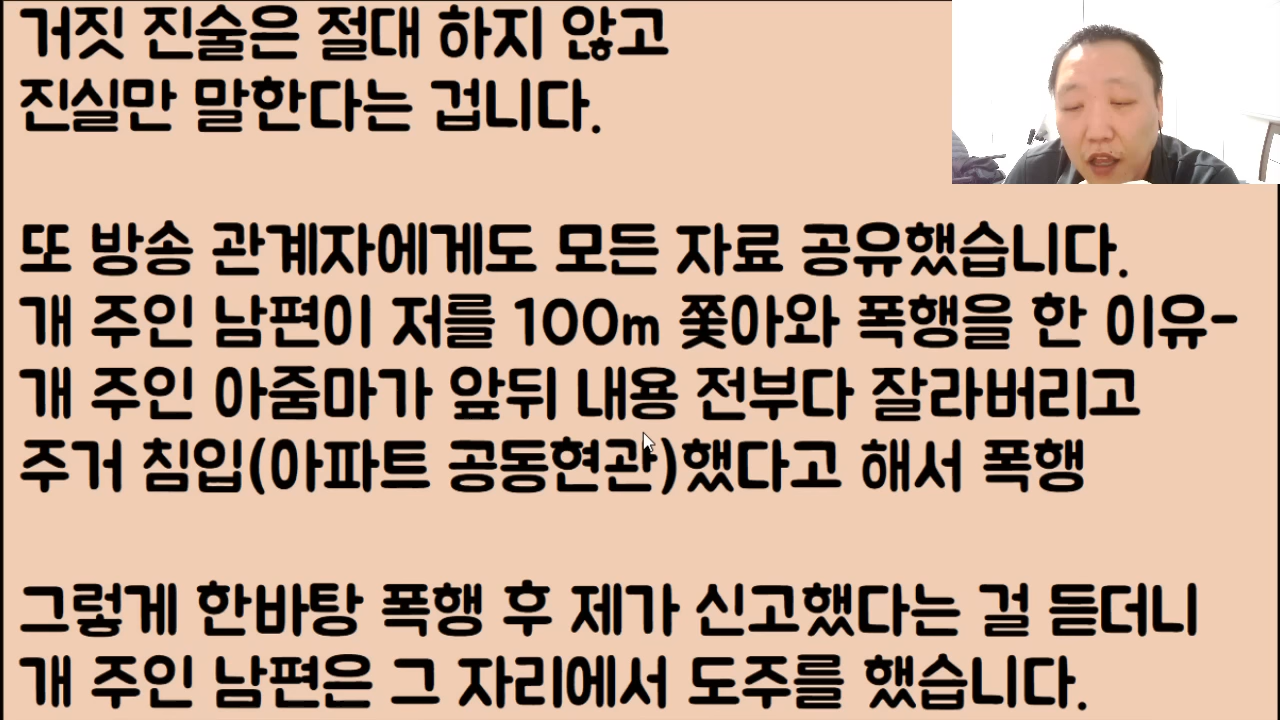 거짓 진술은 절대 하지 않고
진실만 말한다는 겁니다.
또 방송 관계자에게도 모든 자료 공유했습니다.
개 주인 남편이 저를 100m 쫓아와 폭행을 한 이유-
개 주인 아줌마가 앞뒤 내용 전부다 잘라버리고
주거 침입(아파트 공동현관)했다고 해서 폭행
그렇게 한바탕 폭행 후 제가 신고했다는 걸 듣더니
개 주인 남편은 그 자리에서 도주를 했습니다.